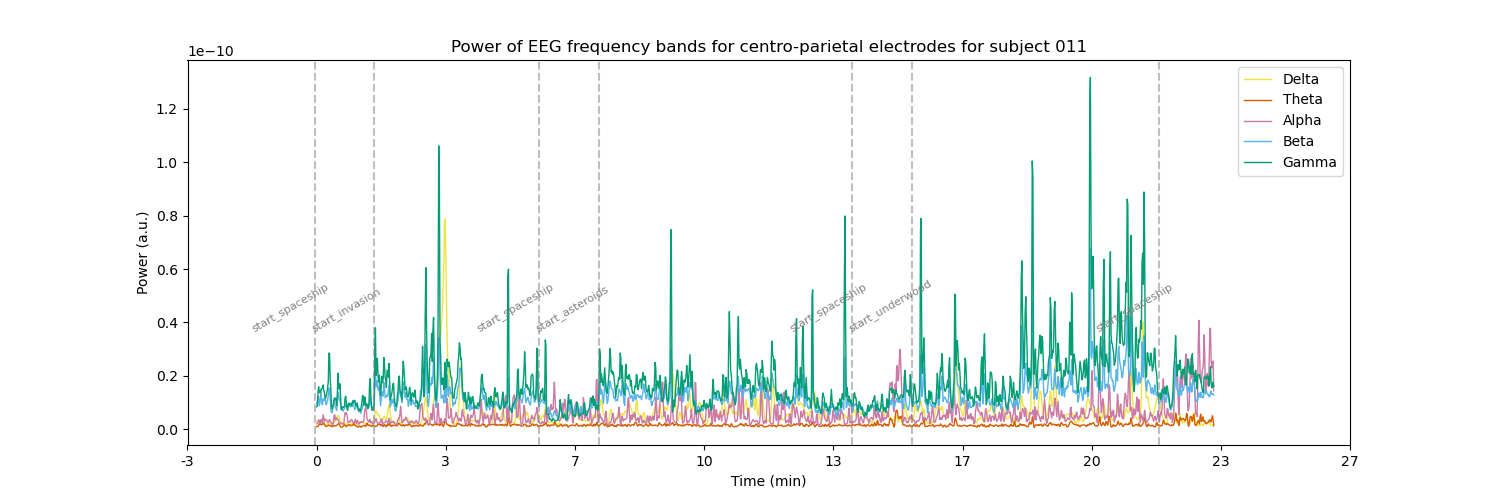 Power of EEG frequency bands for centro-parietal electrodes for subject 011
1e−10
Delta
Theta
Alpha
Beta
Gamma
1.2
1.0
0.8
0.6
0.4
0.2
0.0
Power (a.u.)
start_spaceship
start_invasion
start_spaceship
start_asteroids
start_spaceship
start_underwood
start_spaceship
-3
0
3
7
10
13
17
20
23
27
Time (min)